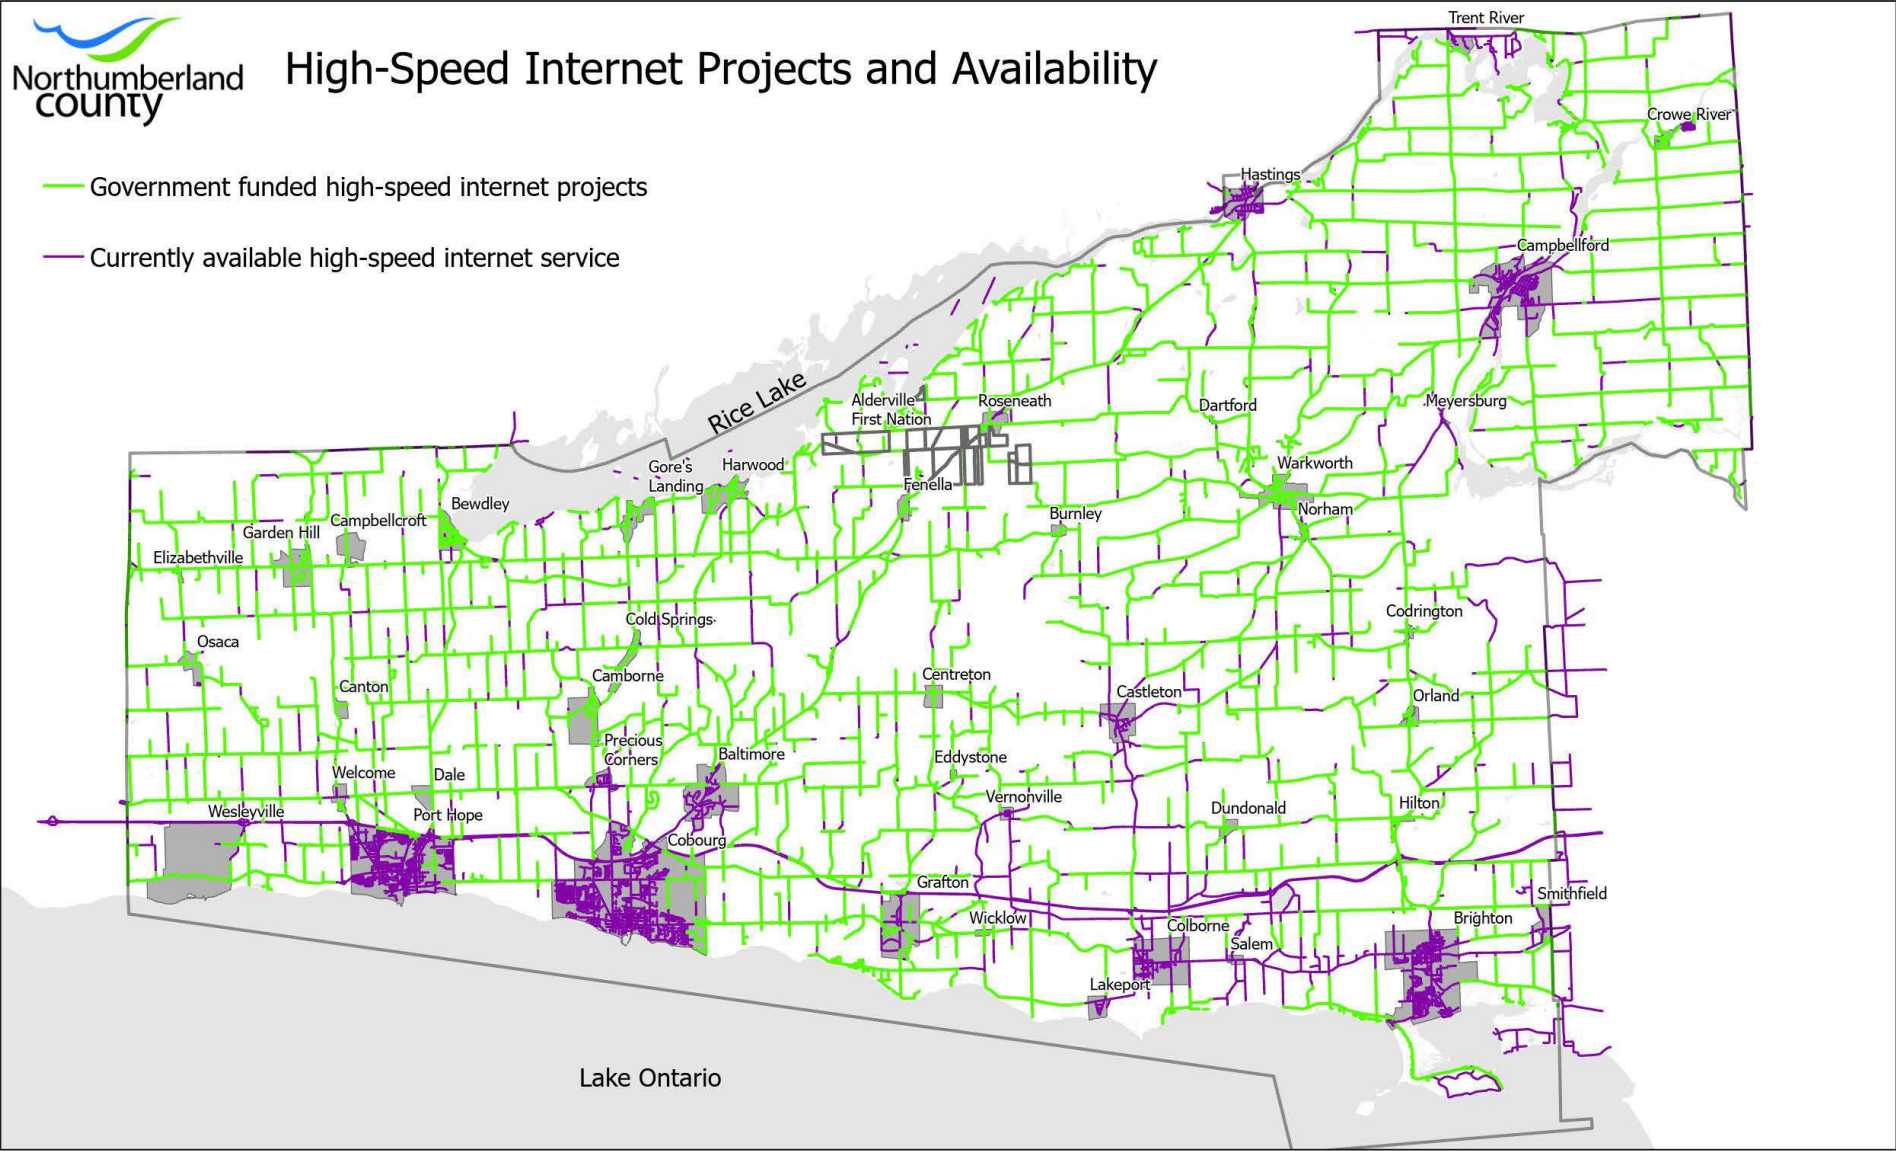 Northumberland
county
High-Speed Internet Projects and Availability
Government funded high-speed internet projects
Currently available high-speed internet service
Trent River
Crowe River
Hastings
Campbellford
Rice Lake
Alderville
First Nation
Roseneath
Dartford
Meyersburg
Gore's
Landing
Harwood
Fenella
Warkworth
Bewdley
Norham
Burnley
Campbellcroft
Garden Hill
Elizabethville
Codrington
Cold Springs
Osaca
Camborne
Centreton
Canton
Castleton
Orland
Precious
Corners
Baltimore
Eddystone
Welcome
Dale
Vernonville
Dundonald
Hilton
Wesleyville
Port Hope
Cobourg
Grafton
Smithfield
Wicklow
Brighton
Colborne
Salem
Lakeport
Lake Ontario